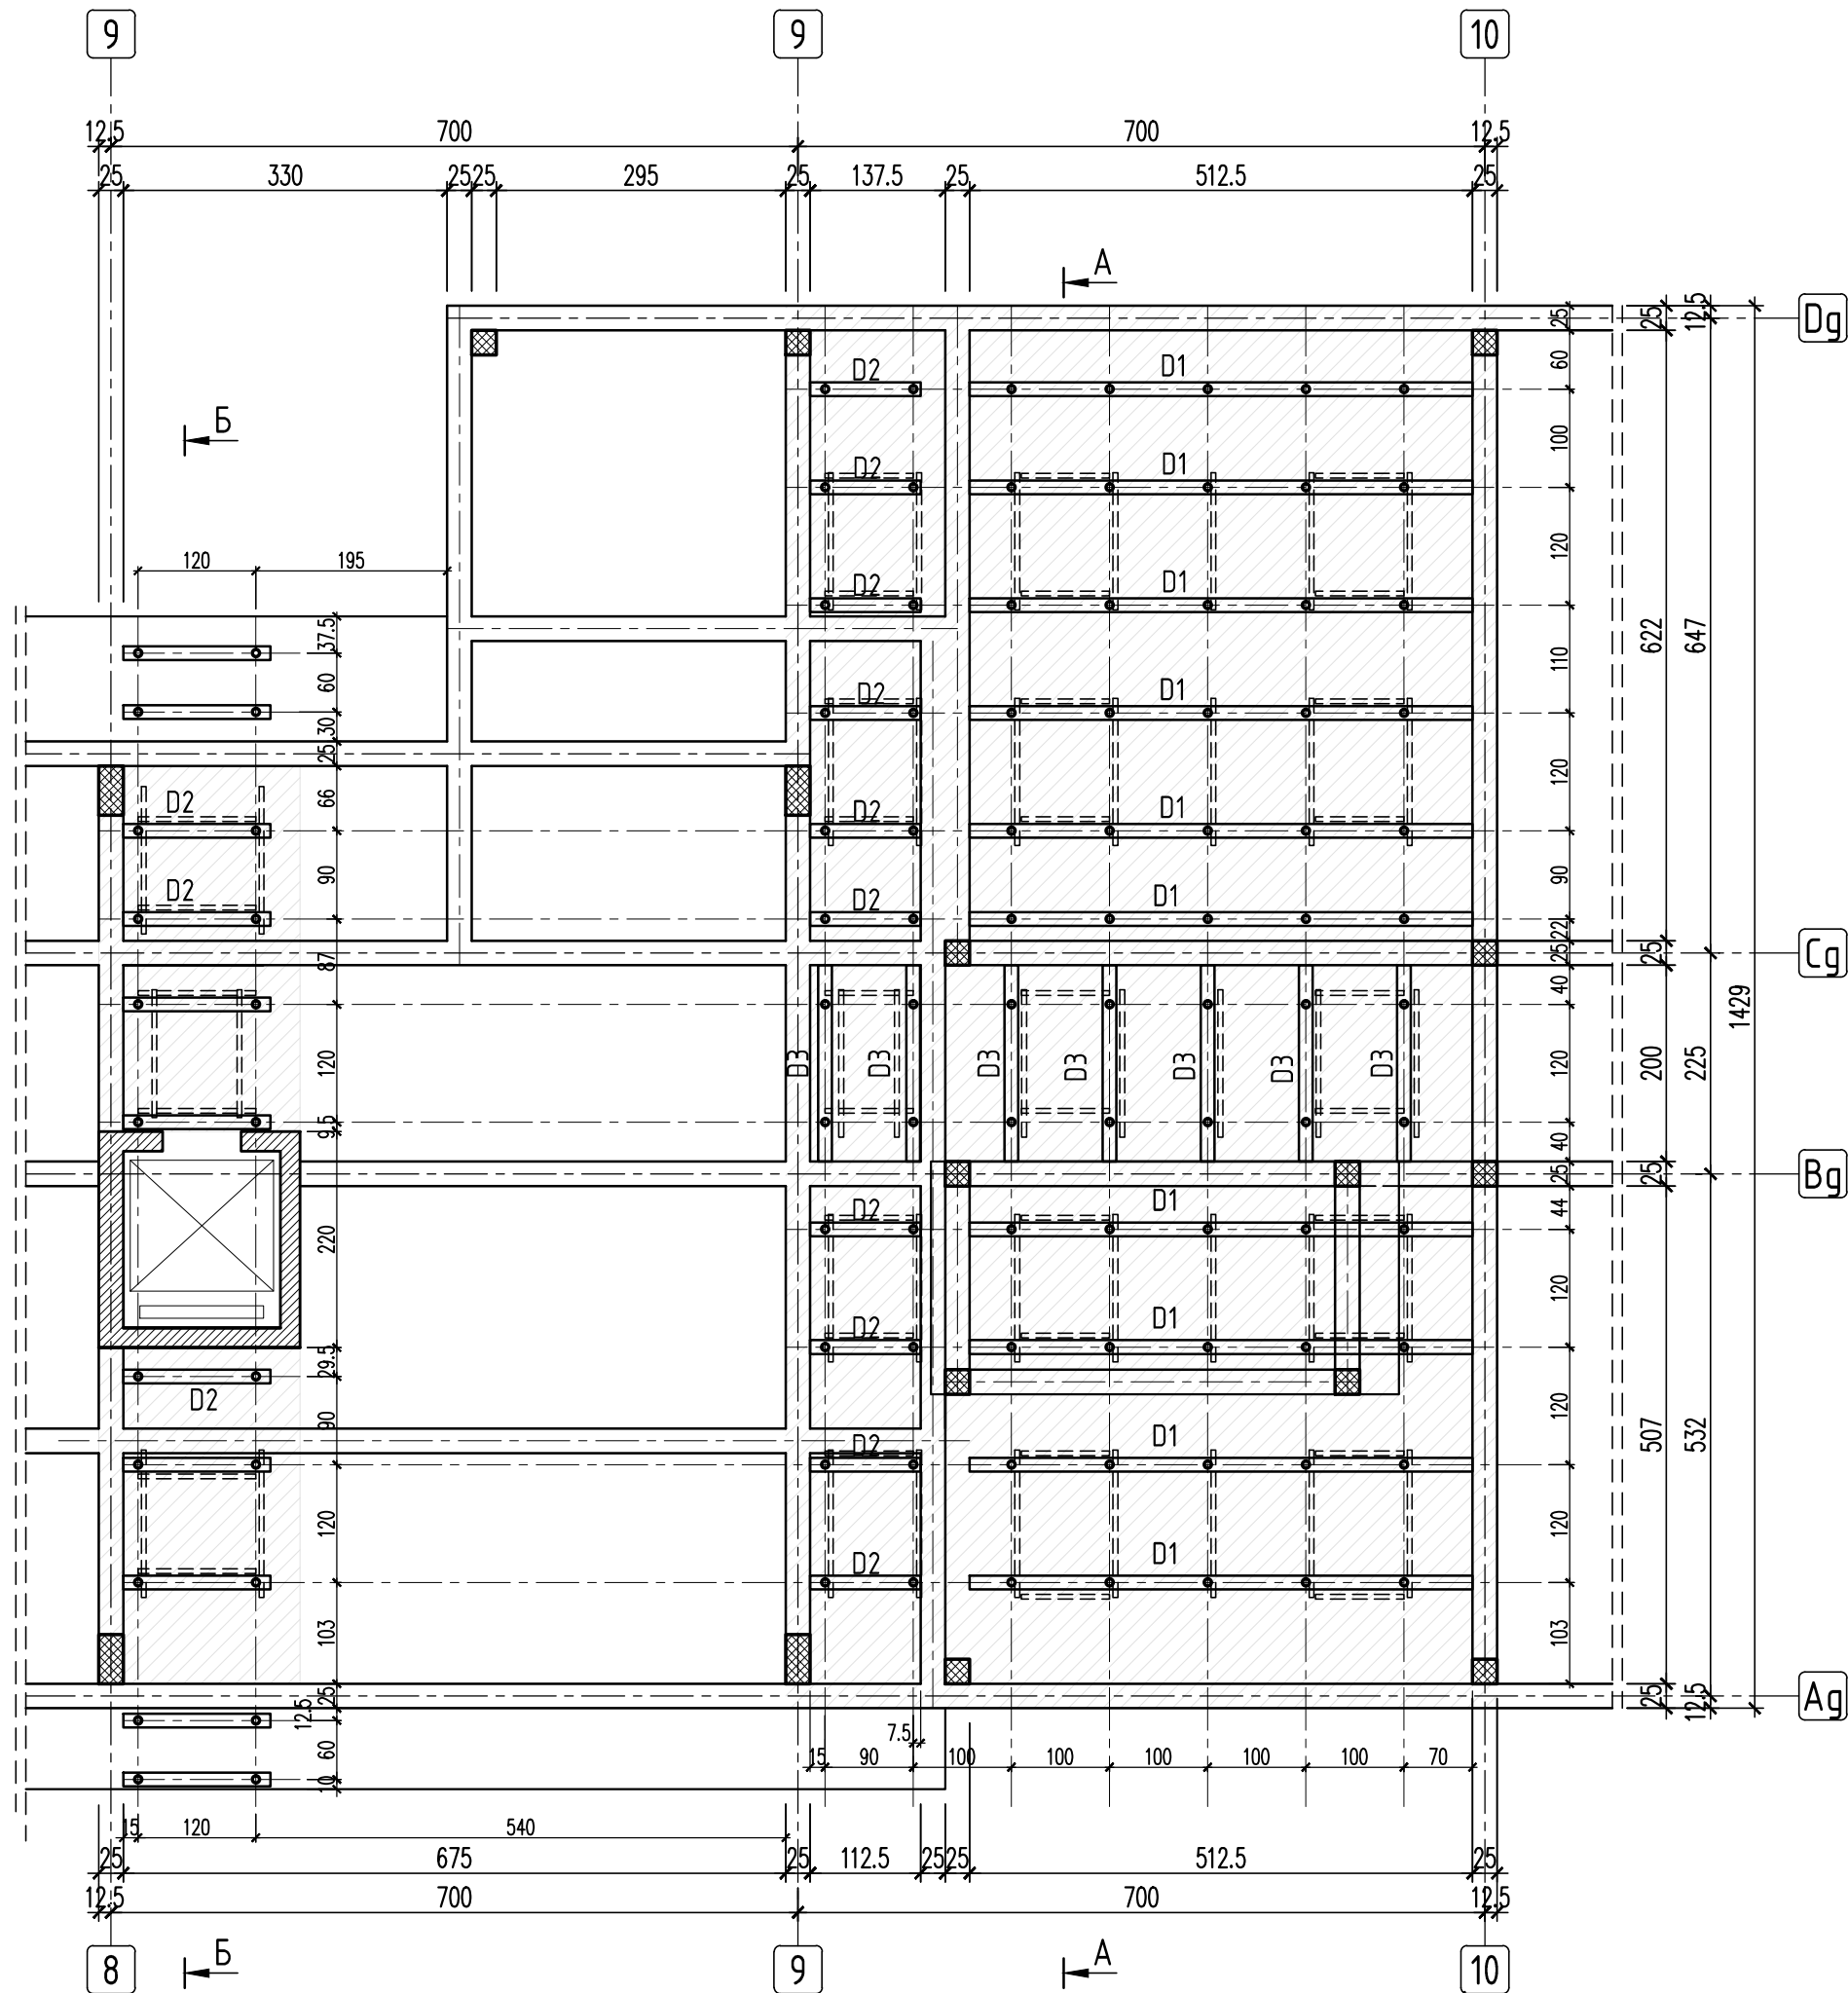 9 9 10
12.5 700 700 12.5
25 330 25 25 295 25 137.5 25 512.5 25
A
Dg
25 25 12.5
60
D2 D1
Б
100
D2 D1
120 195
120
D2 D1
37.5
622 647
60 110
D2 D1
30
25
66 120
D2 D2 D1
90 90
D2 D2 D1
22
87 25 25
Cg
40
1429
120 D3 D3 D3 D3 D3 D3 D3 120 200 225
9.5 40
25 25
Bg
D2 D1 44
220 120
D2 D1
29.5
D2
90 120 507 532
D2 D1
120 120
D2 D1
103 103
25 25 12.5
Ag
12.5
7.5
60 15 90 100 100 100 100 100 70
10
15 120 540
25 675 25 112.5 25 25 512.5 25
12.5 700 700 12.5
Б A
8 9 10